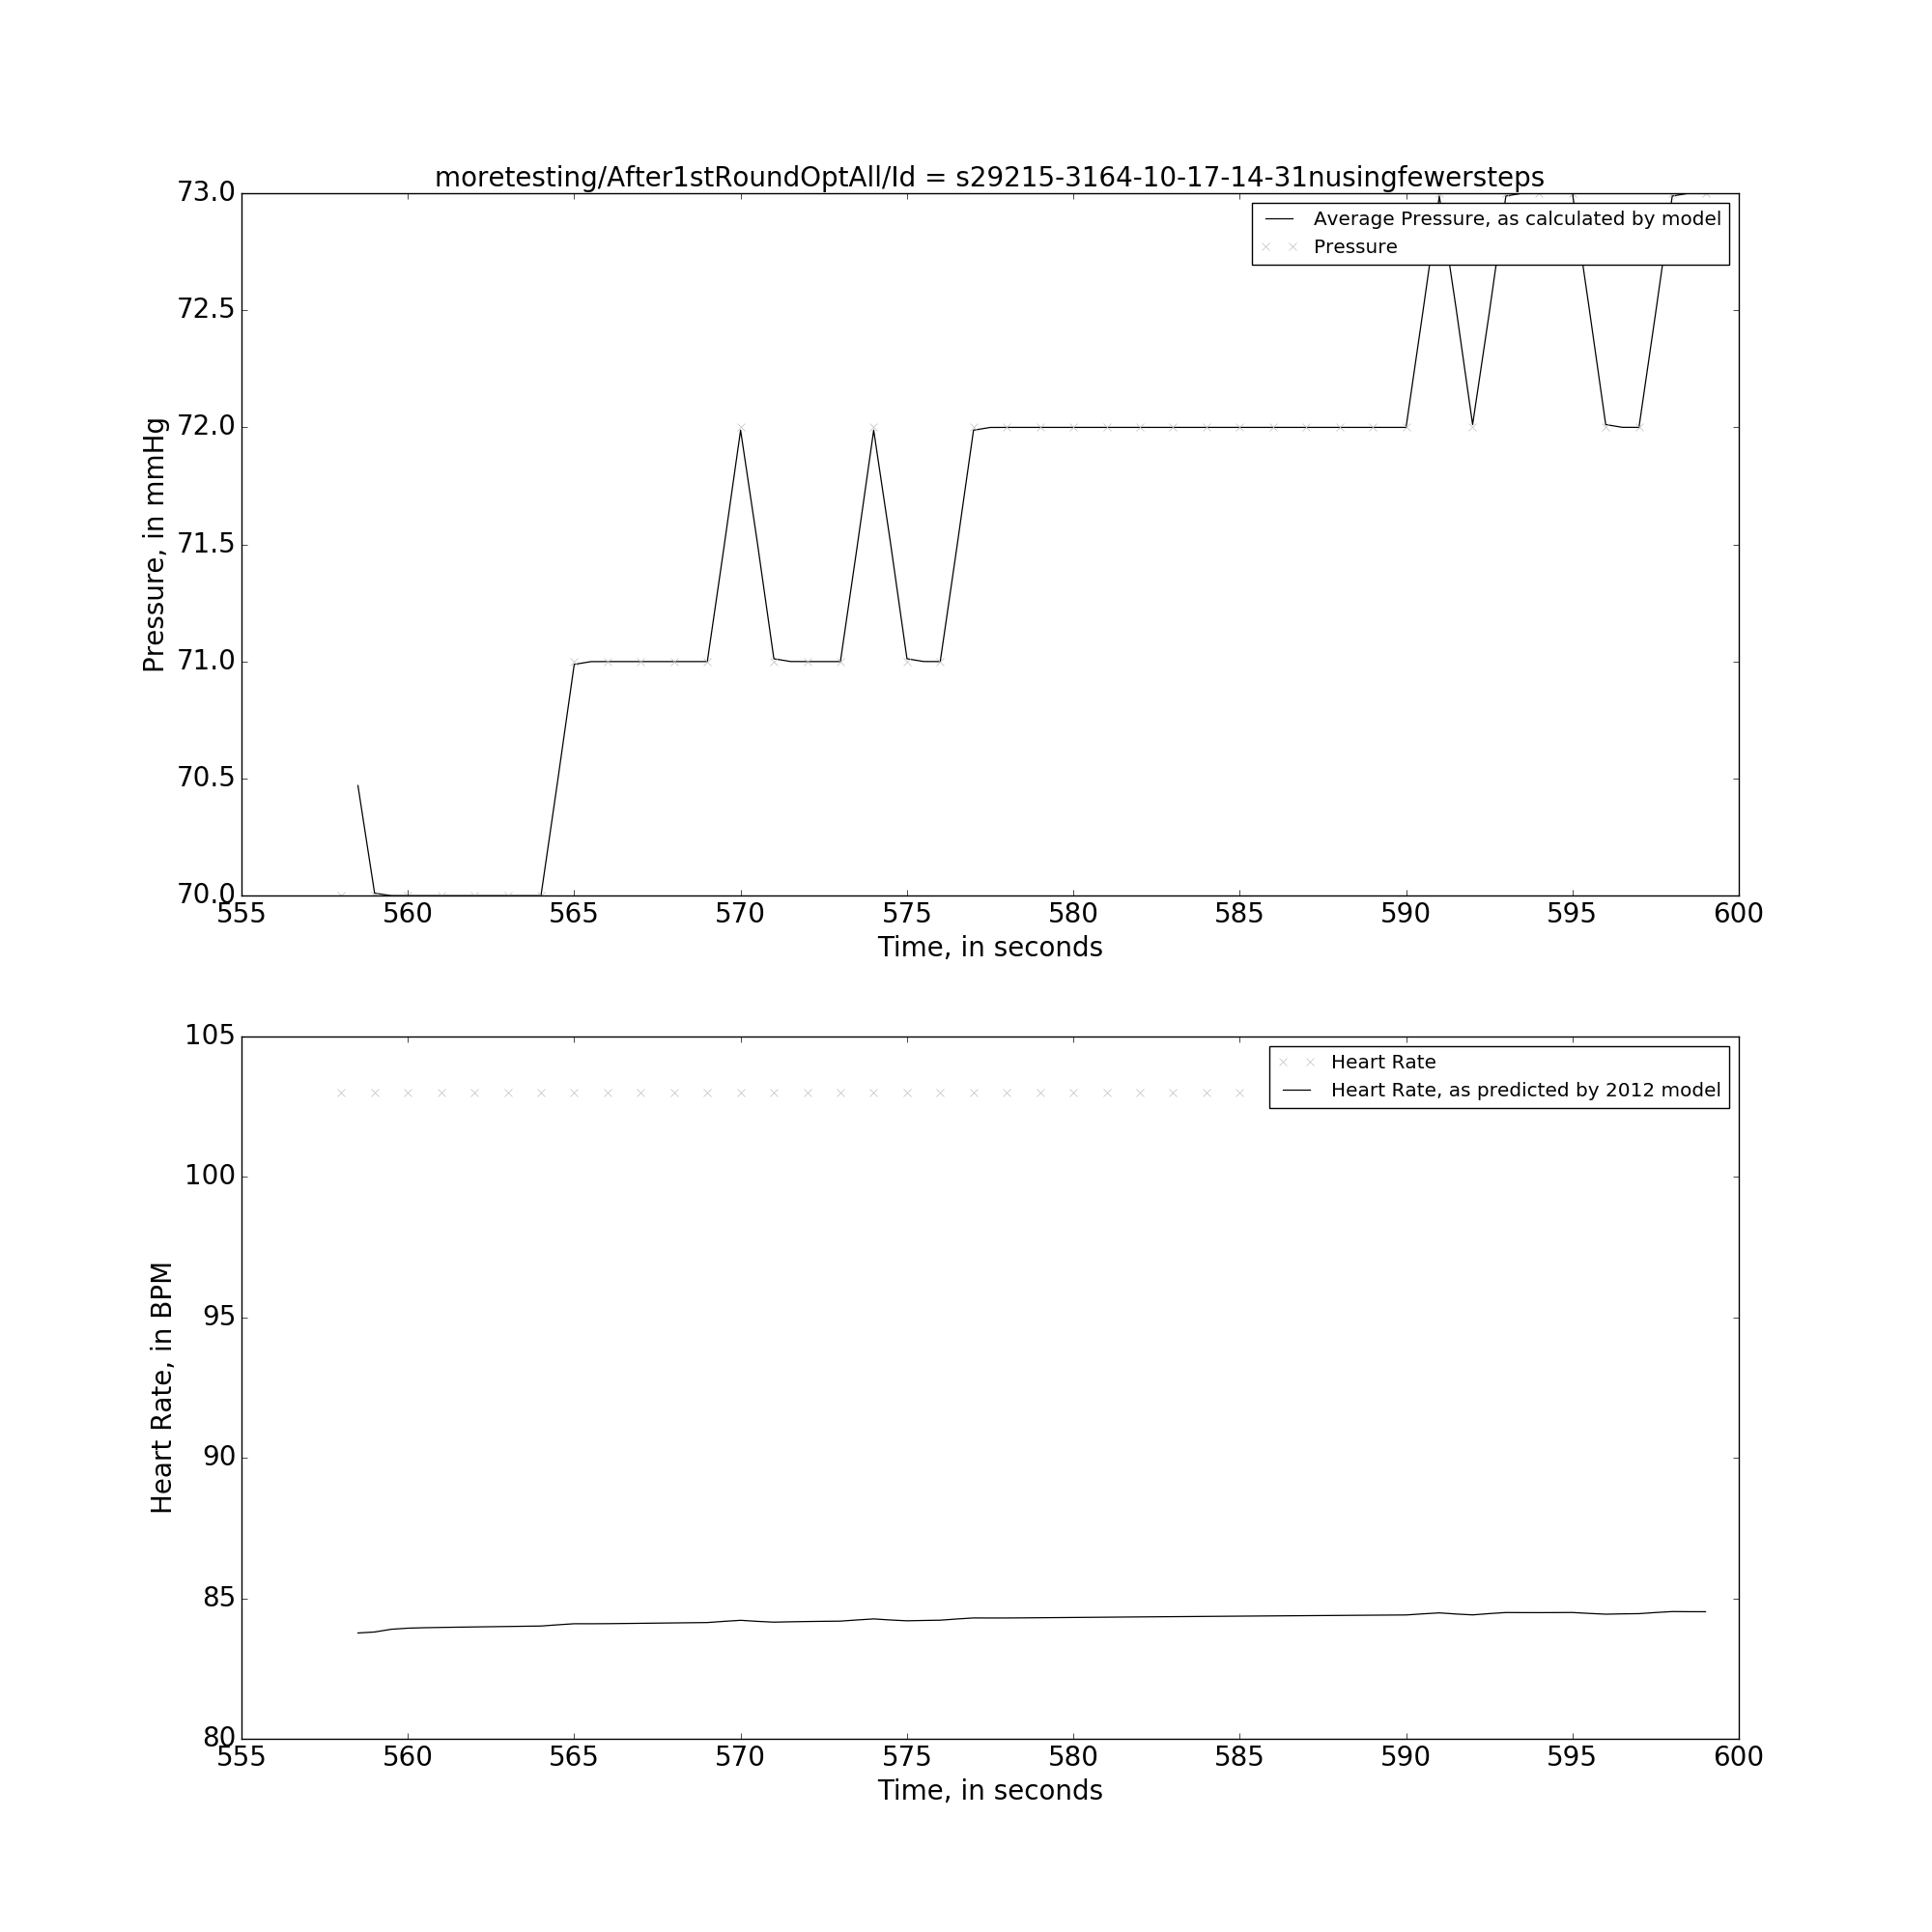 moretesting/After1stRoundOptAll/Id = s29215-3164-10-17-14-31nusingfewersteps
73.0
72.5
72.0
71.5
71.0
70.5
70.0
Pressure, in mmHg
Average Pressure, as calculated by model
Pressure
555 560 565 570 575 580 585 590 595 600
Time, in seconds
105
100
95
90
85
80
Heart Rate, in BPM
Heart Rate
Heart Rate, as predicted by 2012 model
555 560 565 570 575 580 585 590 595 600
Time, in seconds